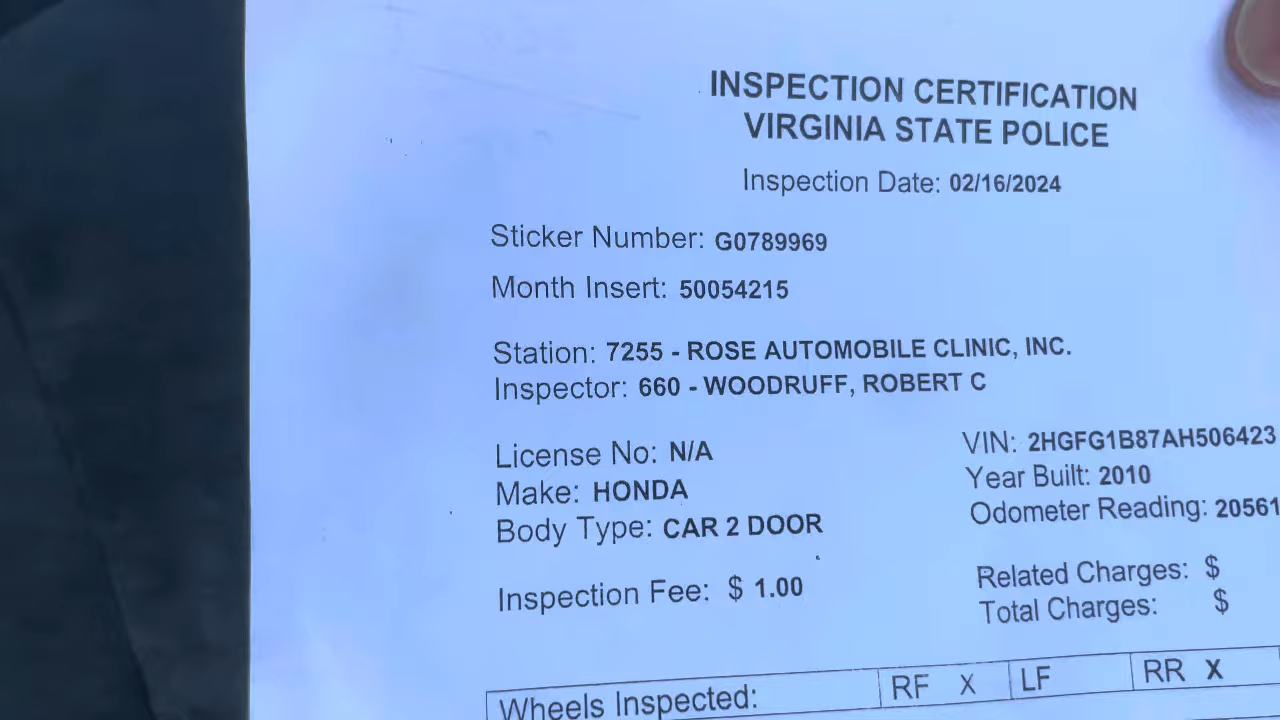 INSPECTION CERTIFICATION
VIRGINIA STATE POLICE
Inspection Date: 02/16/2024
Sticker Number: G0789969
Month Insert: 50054215
Station: 7255 - ROSE AUTOMOBILE CLINIC, INC.
Inspector: 660 - WOODRUFF, ROBERT C
License No: N/A
Make: HONDA
Body Type: CAR 2 DOOR
VIN: 2HGFG1B87AH506423
Year Built: 2010
Odometer Reading: 20561
Inspection Fee: $ 1.00
Related Charges: $
Total Charges: $
Wheels Inspected: RF X LF RR X